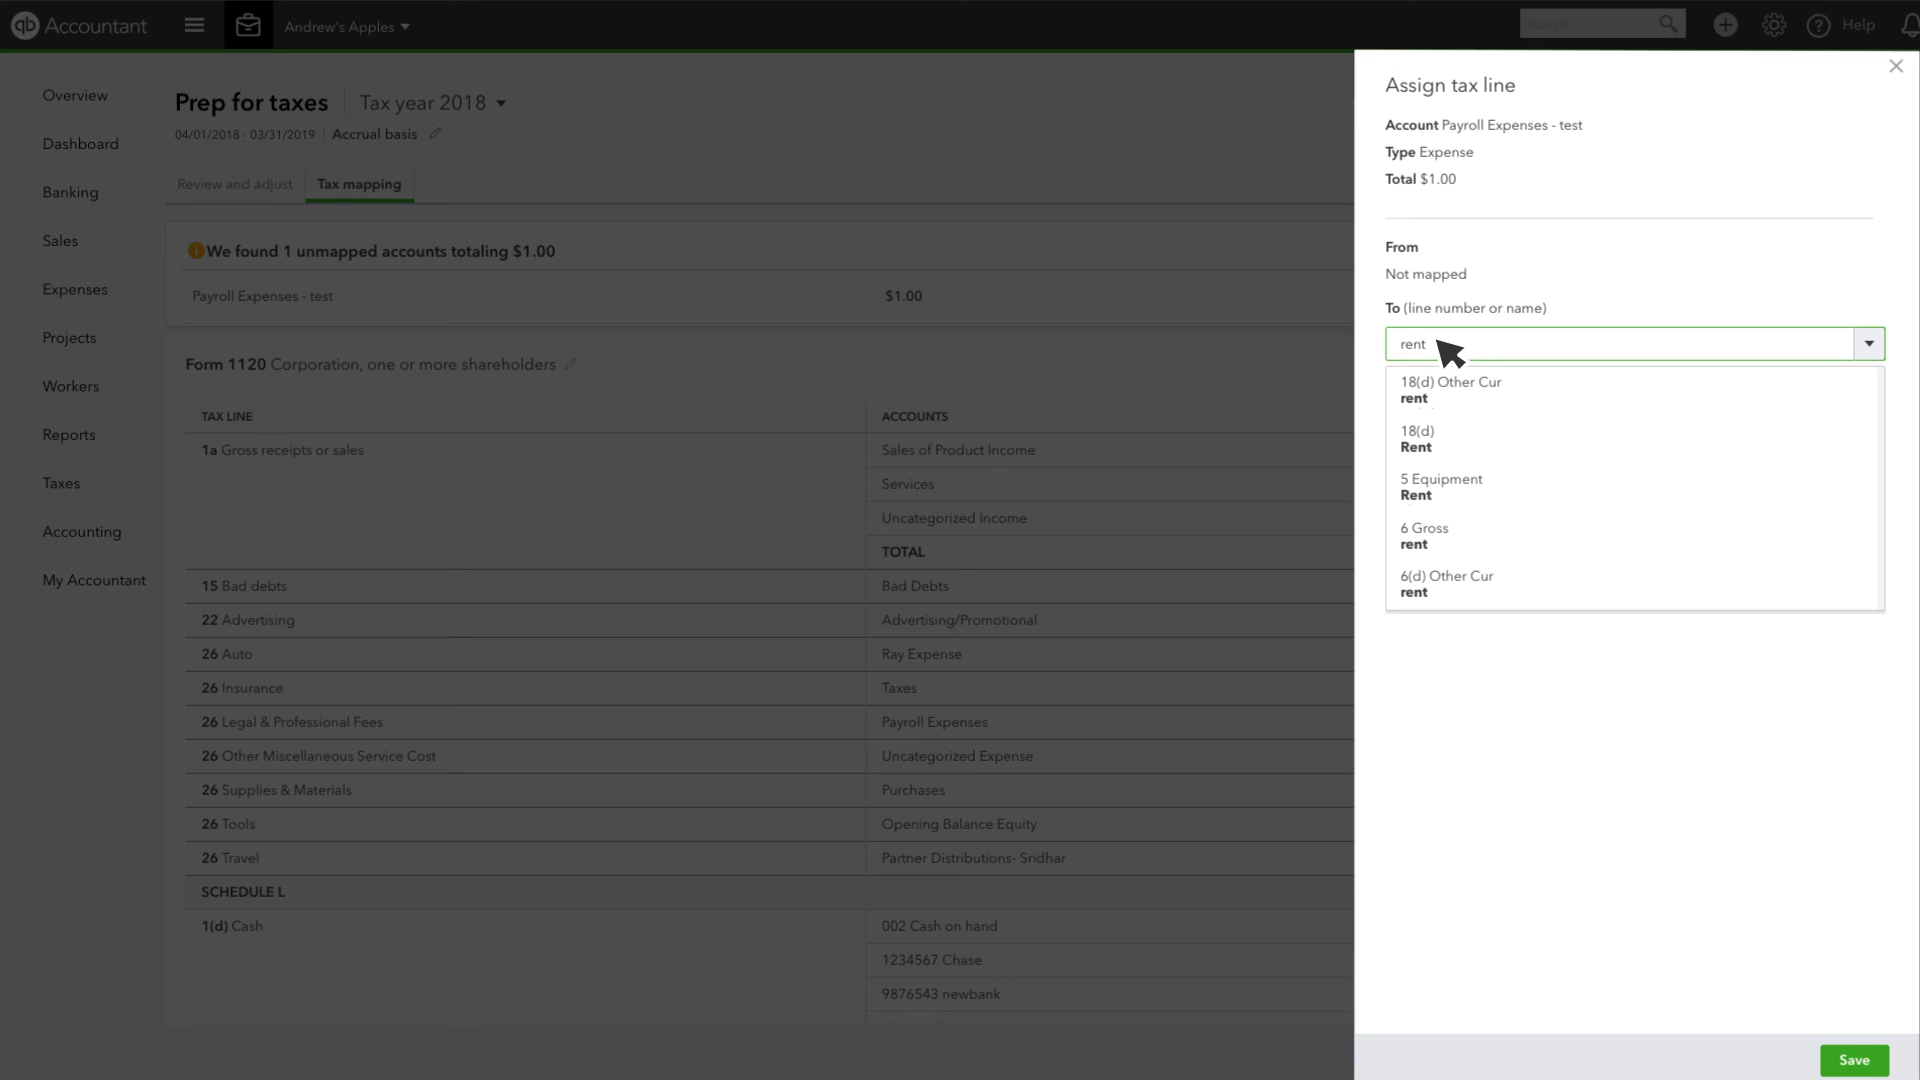 qb Accountant
Andrew's Apples
Search
Help
Overview
Dashboard
Banking
Sales
Expenses
Projects
Workers
Reports
Taxes
Accounting
My Accountant
Prep for taxes
Tax year 2018
04/01/2018 - 03/31/2019 | Accrual basis
Review and adjust
Tax mapping
We found 1 unmapped accounts totaling $1.00
Payroll Expenses - test $1.00
Form 1120 Corporation, one or more shareholders
TAX LINE ACCOUNTS
1a Gross receipts or sales Sales of Product Income
Services
Uncategorized Income
TOTAL
15 Bad debts Bad Debts
22 Advertising Advertising/Promotional
26 Auto Ray Expense
26 Insurance Taxes
26 Legal & Professional Fees Payroll Expenses
26 Other Miscellaneous Service Cost Uncategorized Expense
26 Supplies & Materials Purchases
26 Tools Opening Balance Equity
26 Travel Partner Distributions- Sridhar
SCHEDULE L
1(d) Cash 002 Cash on hand
1234567 Chase
9876543 newbank
Assign tax line
Account Payroll Expenses - test
Type Expense
Total $1.00
From
Not mapped
To (line number or name)
rent
18(d) Other Cur
rent
18(d)
Rent
5 Equipment
Rent
6 Gross
rent
6(d) Other Cur
rent
Save